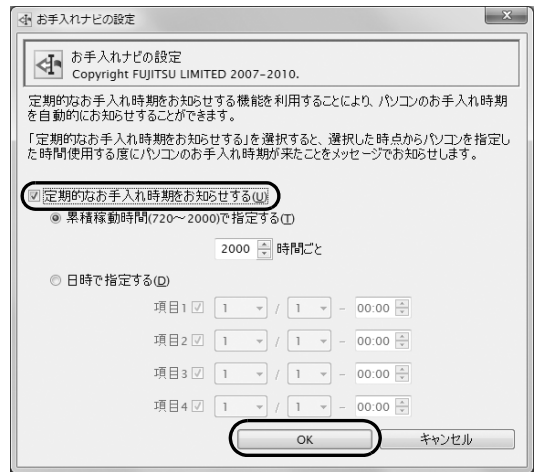 お手入れナビの設定
お手入れナビの設定
Copyright FUJITSU LIMITED 2007-2010.
定期的なお手入れ時期をお知らせする機能を利用することにより、パソコンのお手入れ時期
を自動的にお知らせすることができます。
「定期的なお手入れ時期をお知らせする」を選択すると、選択した時点からパソコンを指定し
た時間使用する度にパソコンのお手入れ時期が来たことをメッセージでお知らせします。
定期的なお手入れ時期をお知らせする(U)
累積稼動時間(720～2000)で指定する(T)
2000 時間ごと
日時で指定する(D)
項目1 1 / 1 - 00:00
項目2 1 / 1 - 00:00
項目3 1 / 1 - 00:00
項目4 1 / 1 - 00:00
OK キャンセル